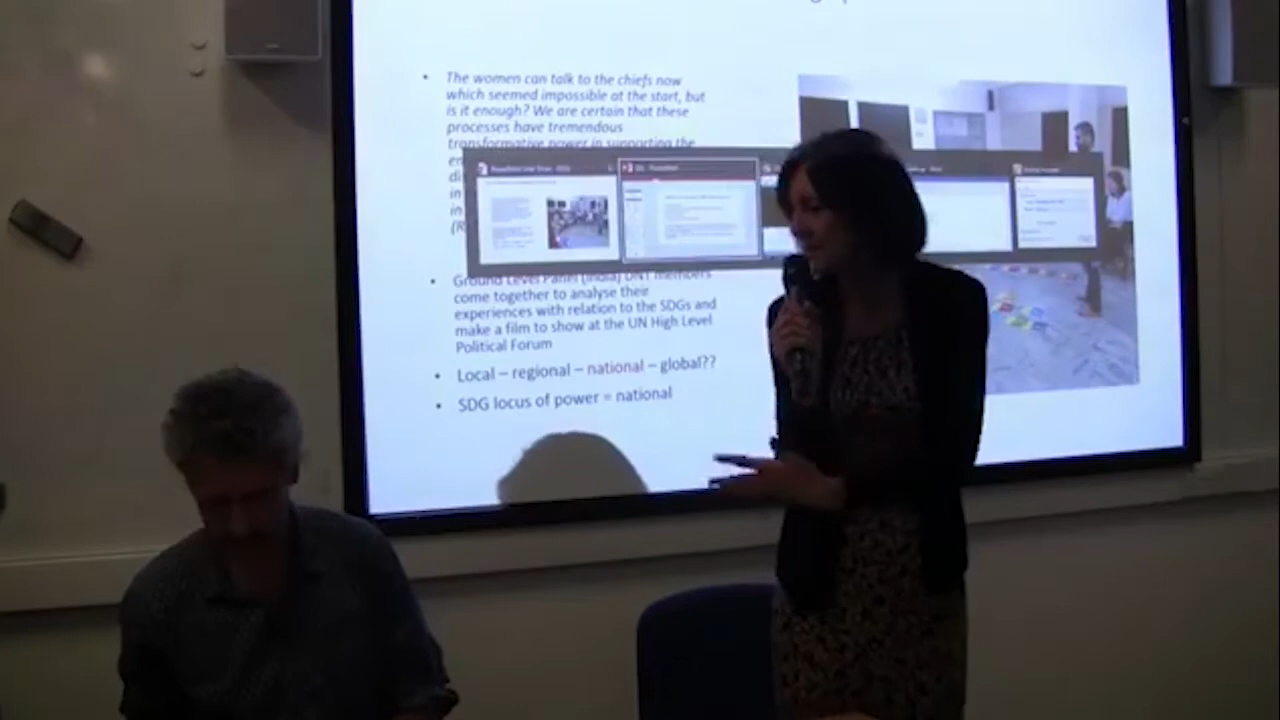 The women can talk to the chiefs now
which seemed impossible at the start, but
is it enough? We are certain that these
processes have tremendous
transformative power in supporting the
Ground Level Panel (India) DNT members
come together to analyse their
experiences with relation to the SDGs and
make a film to show at the UN High Level
Political Forum
Local – regional – national – global??
SDG locus of power = national